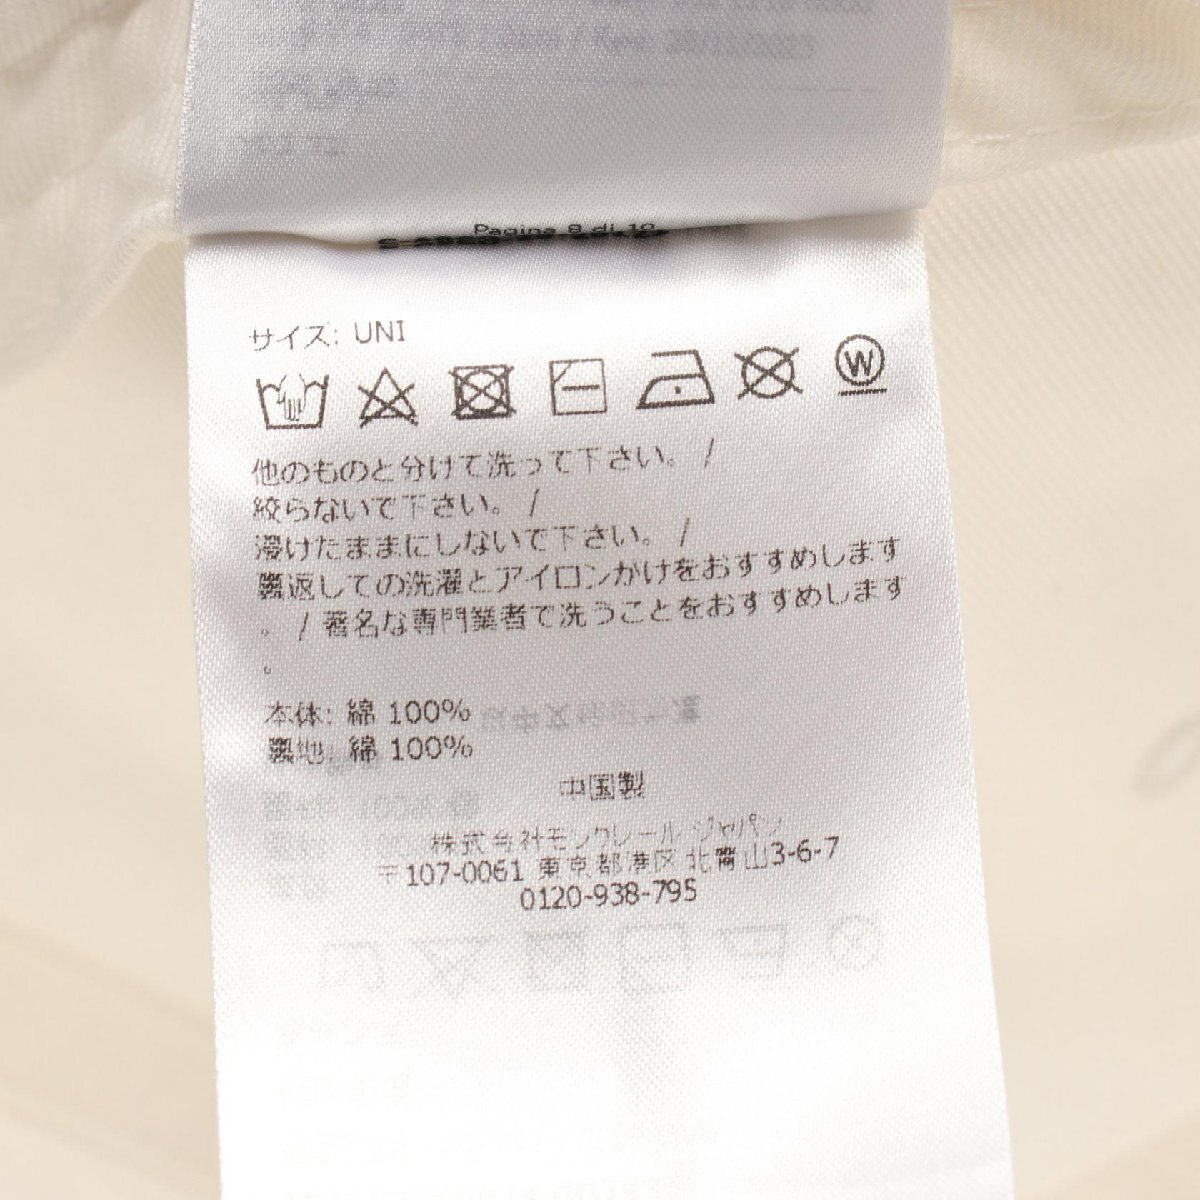 Pagina 9 di 10
サイズ: UNI
W
他のものと分けて洗って下さい。 /
絞らないで下さい。 /
浸けたままにしないで下さい。 /
裏返しての洗濯とアイロンがけをおすすめします
。 / 著名な専門業者で洗うことをおすすめします
。
本体: 綿 100%
裏地: 綿 100%
中国製
株式会社モンクレール ジャパン
〒107-0061 東京都港区北青山3-6-7
0120-938-795